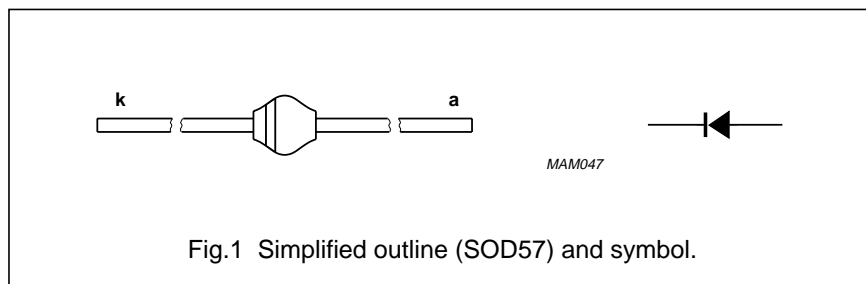 k
a
MAM047
Fig.1 Simplified outline (SOD57) and symbol.